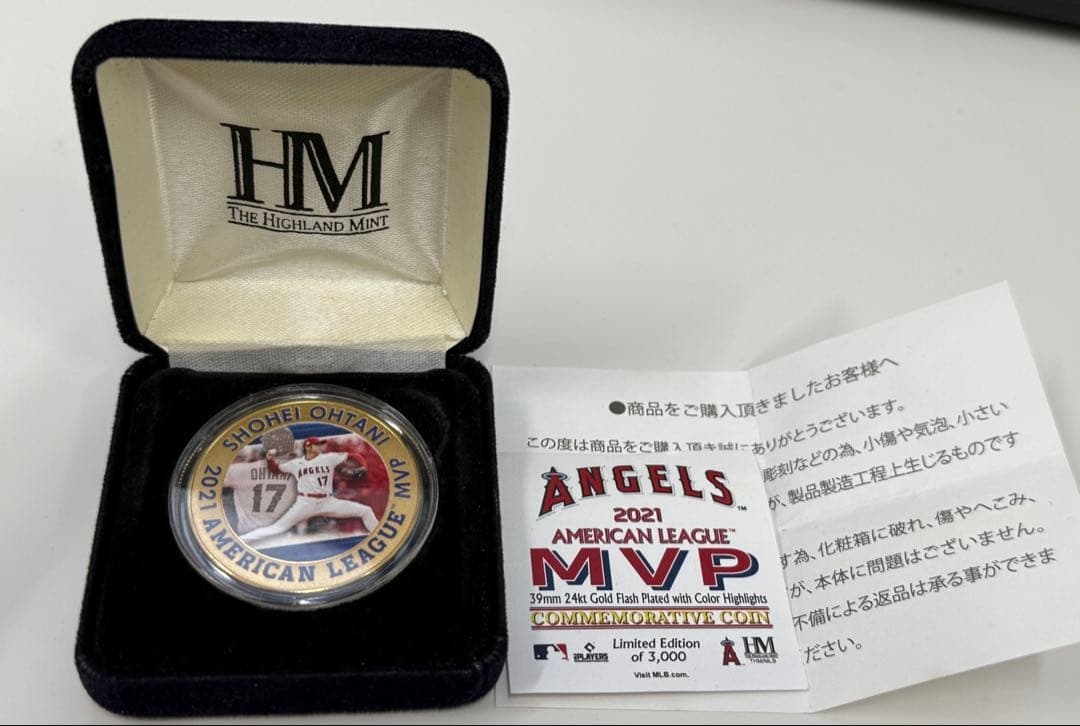 HM
THE HIGHLAND MINT
SHOHEI OHTANI
2021 AMERICAN LEAGUE MVP
OHTANI
17
ANGELS
17
●商品をご購入頂きましたお客様へ
この度は商品をご購入頂き誠にありがとうございます。
彫刻などの為、小傷や気泡、小さい
が、製品製造工程上生じるものです
す為、化粧箱に破れ、傷やへこみ、
が、本体に問題はございません。
不備による返品は承る事ができま
ださい。
ANGELS™
2021
AMERICAN LEAGUE™
MVP
39mm 24kt Gold Flash Plated with Color Highlights
COMMEMORATIVE COIN
Limited Edition
of 3,000
PLAYERS
A
HM
THE HIGHLAND MINT
THM/MLB
Visit MLB.com.